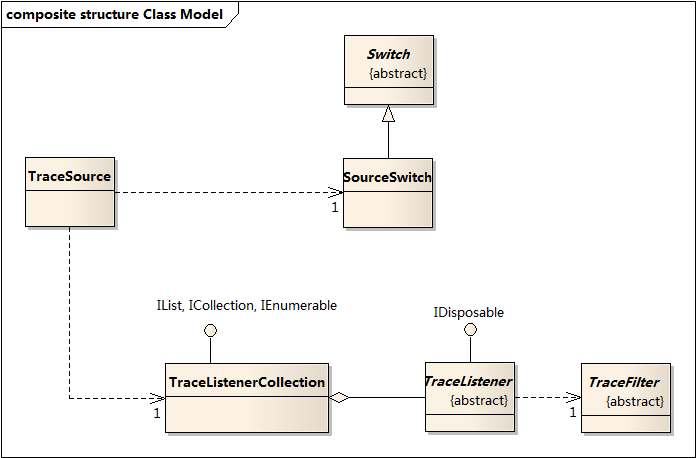 composite structure Class Model
Switch
{abstract}
TraceSource
SourceSwitch
1
IList, ICollection, IEnumerable
IDisposable
TraceListenerCollection
TraceListener
{abstract}
TraceFilter
{abstract}
1
1